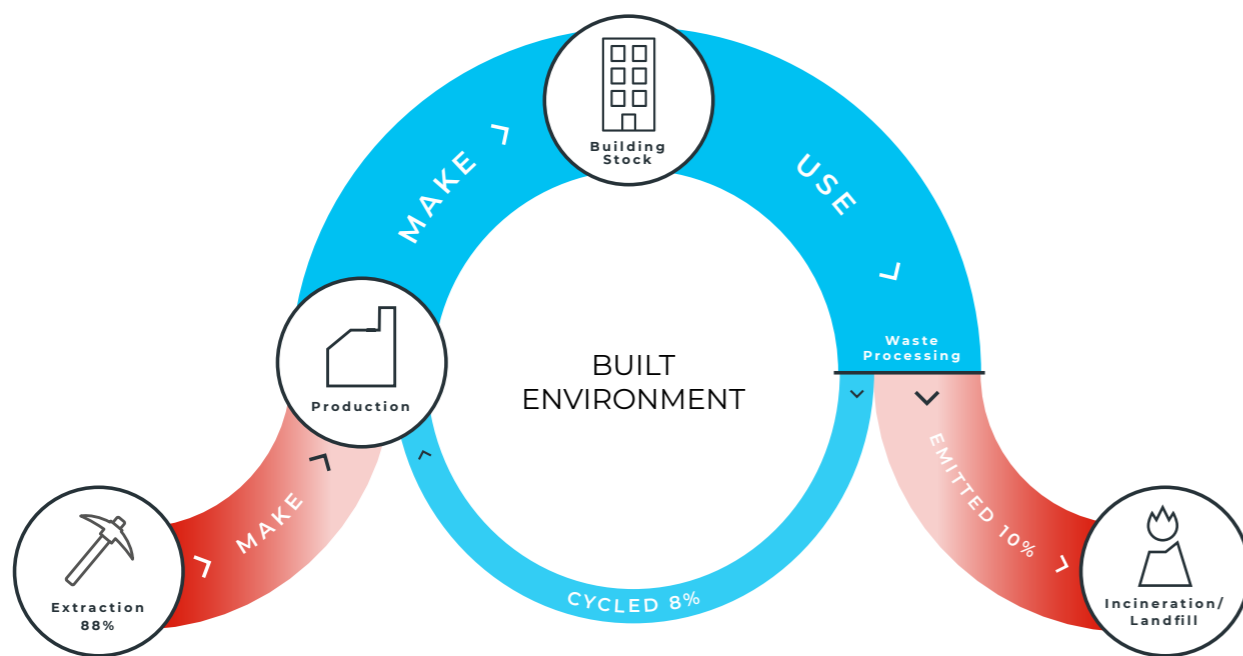 Building
Stock
MAKE
USE
Waste
Processing
BUILT
ENVIRONMENT
Production
MAKE
EMITTED 10%
CYCLED 8%
Extraction
88%
Incineration/
Landfill